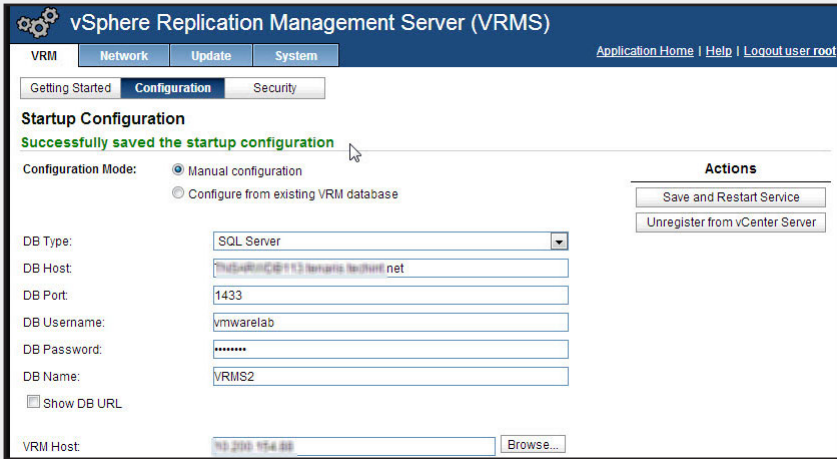 vSphere Replication Management Server (VRMS)
VRM Network Update System
Application Home | Help | Logout user root
Getting Started Configuration Security
Startup Configuration
Successfully saved the startup configuration
Configuration Mode: Manual configuration
Configure from existing VRM database
Actions
Save and Restart Service
Unregister from vCenter Server
DB Type: SQL Server
DB Host: .net
DB Port: 1433
DB Username: vmwarelab
DB Password: ••••••••
DB Name: VRMS2
Show DB URL
VRM Host: Browse...